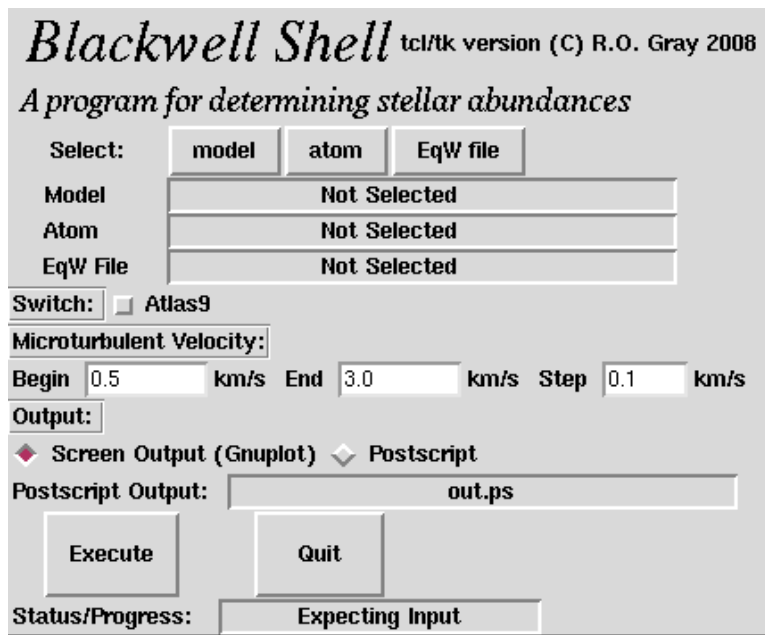 Blackwell Shell tcl/tk version (C) R.O. Gray 2008
A program for determining stellar abundances
Select: model atom EqW file
Model Not Selected
Atom Not Selected
EqW File Not Selected
Switch: Atlas9
Microturbulent Velocity:
Begin 0.5 km/s End 3.0 km/s Step 0.1 km/s
Output:
Screen Output (Gnuplot) Postscript
Postscript Output: out.ps
Execute Quit
Status/Progress: Expecting Input